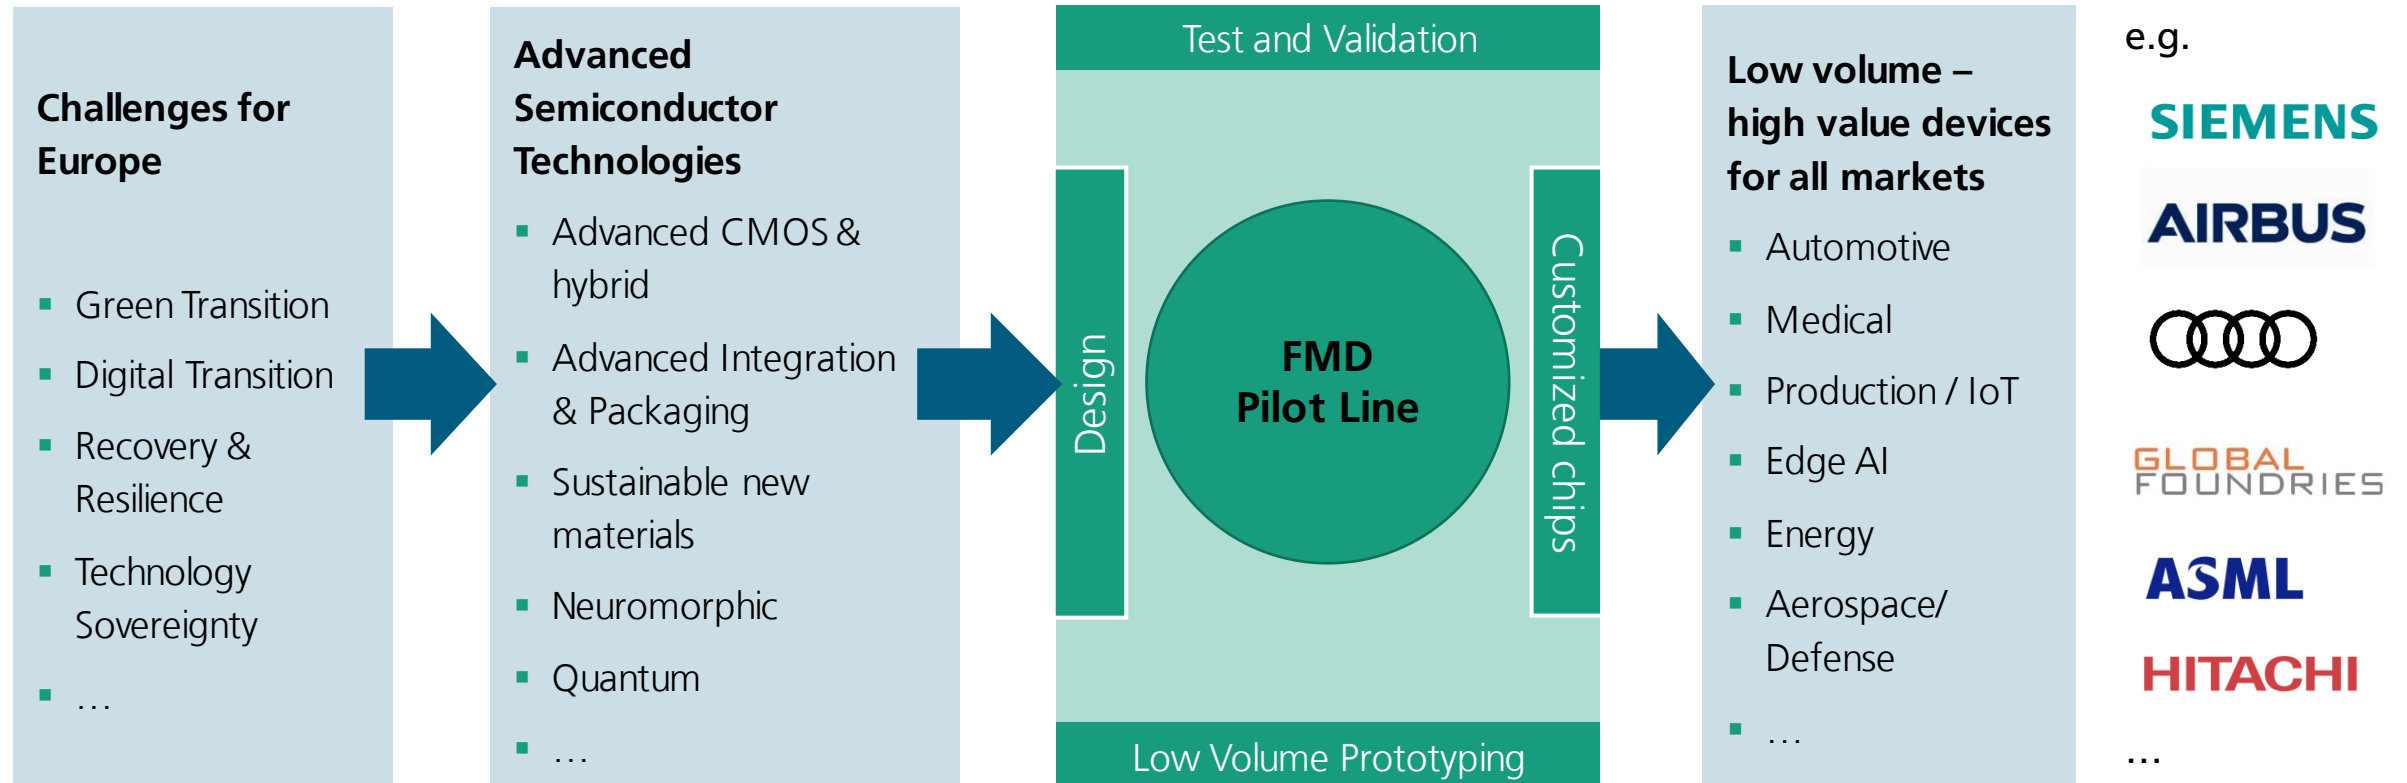 Challenges for
Europe
▪ Green Transition
▪ Digital Transition
▪ Recovery &
Resilience
▪ Technology
Sovereignty
▪ ...
Advanced
Semiconductor
Technologies
▪ Advanced CMOS &
hybrid
▪ Advanced Integration
& Packaging
▪ Sustainable new
materials
▪ Neuromorphic
▪ Quantum
▪ ...
Test and Validation
Design
FMD
Pilot Line
Customized chips
Low Volume Prototyping
Low volume –
high value devices
for all markets
▪ Automotive
▪ Medical
▪ Production / IoT
▪ Edge AI
▪ Energy
▪ Aerospace/
Defense
▪ ...
e.g.
SIEMENS
AIRBUS
GLOBAL
FOUNDRIES
ASML
HITACHI
...